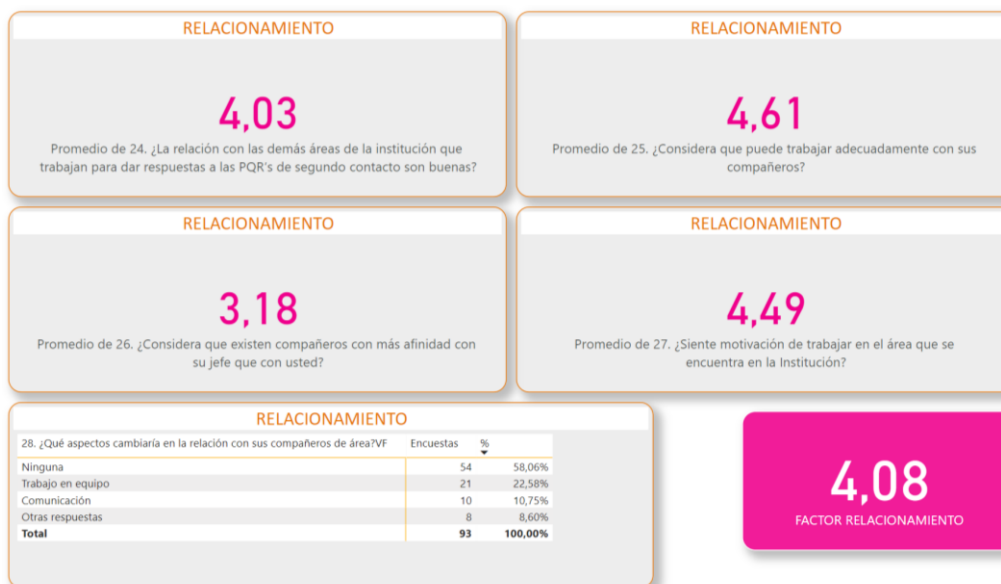 RELACIONAMIENTO
4,03
Promedio de 24. ¿La relación con las demás áreas de la institución que
trabajan para dar respuestas a las PQR's de segundo contacto son buenas?
RELACIONAMIENTO
4,61
Promedio de 25. ¿Considera que puede trabajar adecuadamente con sus
compañeros?
RELACIONAMIENTO
3,18
Promedio de 26. ¿Considera que existen compañeros con más afinidad con
su jefe que con usted?
RELACIONAMIENTO
4,49
Promedio de 27. ¿Siente motivación de trabajar en el área que se
encuentra en la Institución?
RELACIONAMIENTO
28. ¿Qué aspectos cambiaría en la relación con sus compañeros de área?VF Encuestas %
Ninguna 54 58,06%
Trabajo en equipo 21 22,58%
Comunicación 10 10,75%
Otras respuestas 8 8,60%
Total 93 100,00%
4,08
FACTOR RELACIONAMIENTO